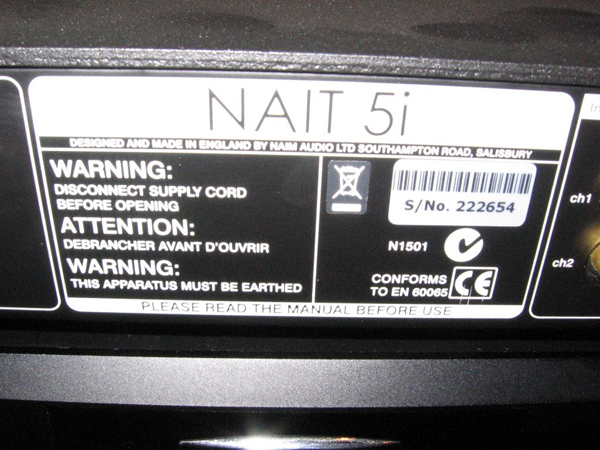 NAIT 5i
DESIGNED AND MADE IN ENGLAND BY NAIM AUDIO LTD SOUTHAMPTON ROAD, SALISBURY
WARNING:
DISCONNECT SUPPLY CORD
BEFORE OPENING
ATTENTION:
DEBRANCHER AVANT D'OUVRIR
WARNING:
THIS APPARATUS MUST BE EARTHED
S/No. 222654
N1501
CONFORMS
TO EN 60065
CE
PLEASE READ THE MANUAL BEFORE USE
ch1
ch2